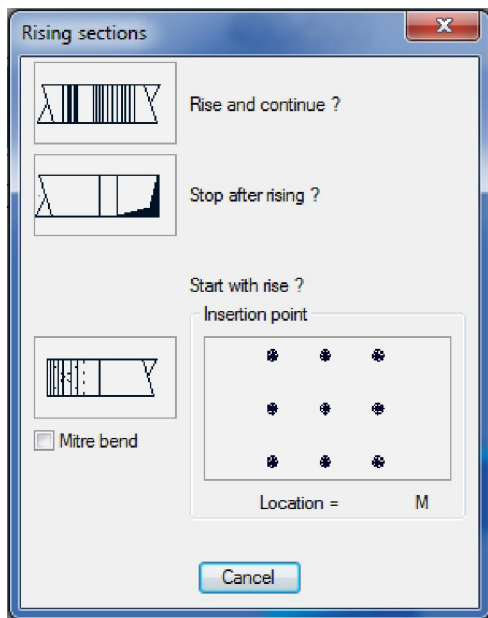 Rising sections
Rise and continue ?
Stop after rising ?
Start with rise ?
Insertion point
Mitre bend
Location = M
Cancel